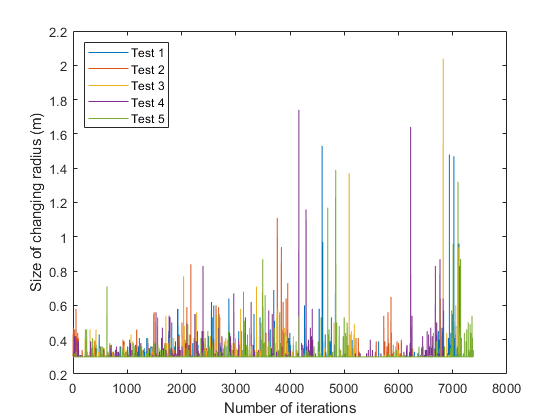 2.2
2
1.8
1.6
1.4
1.2
1
0.8
0.6
0.4
0.2
Size of changing radius (m)
Test 1
Test 2
Test 3
Test 4
Test 5
0 1000 2000 3000 4000 5000 6000 7000 8000
Number of iterations